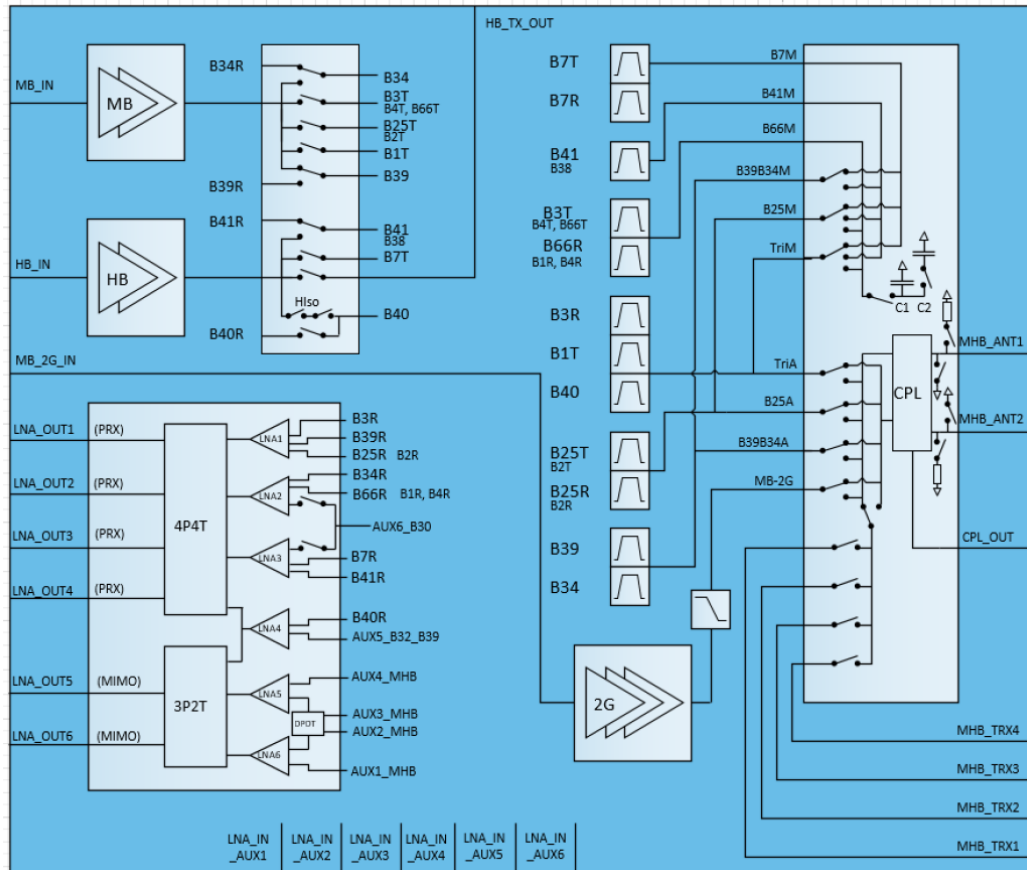 HB_TX_OUT
MB_IN
MB
B34R
B34
B3T
B4T, B66T
B25T
B2T
B1T
B39
B39R
B41R
B41
B38
B7T
HB_IN
HB
HIso
B40
B40R
MB_2G_IN
LNA_OUT1
(PRX)
LNA_OUT2
(PRX)
LNA_OUT3
(PRX)
LNA_OUT4
(PRX)
LNA_OUT5
(MIMO)
LNA_OUT6
(MIMO)
4P4T
3P2T
LNA1
LNA2
LNA3
LNA4
LNA5
LNA6
DPDT
B3R
B39R
B25R B2R
B34R
B66R B1R, B4R
AUX6_B30
B7R
B41R
B40R
AUX5_B32_B39
AUX4_MHB
AUX3_MHB
AUX2_MHB
AUX1_MHB
LNA_IN
_AUX1
LNA_IN
_AUX2
LNA_IN
_AUX3
LNA_IN
_AUX4
LNA_IN
_AUX5
LNA_IN
_AUX6
2G
B7T
B7R
B41
B38
B3T
B4T, B66T
B66R
B1R, B4R
B3R
B1T
B40
B25T
B2T
B25R
B2R
B39
B34
B7M
B41M
B66M
B39B34M
B25M
TriM
TriA
B25A
B39B34A
MB-2G
C1
C2
CPL
MHB_ANT1
MHB_ANT2
CPL_OUT
MHB_TRX4
MHB_TRX3
MHB_TRX2
MHB_TRX1